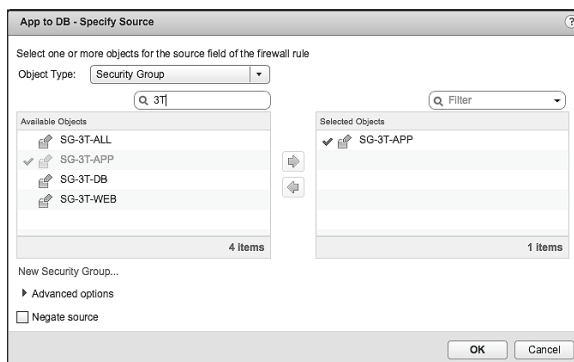 App to DB - Specify Source
?
Select one or more objects for the source field of the firewall rule
Object Type: Security Group
3T
Filter
Available Objects
SG-3T-ALL
SG-3T-APP
SG-3T-DB
SG-3T-WEB
4 items
Selected Objects
SG-3T-APP
1 items
New Security Group...
Advanced options
Negate source
OK
Cancel